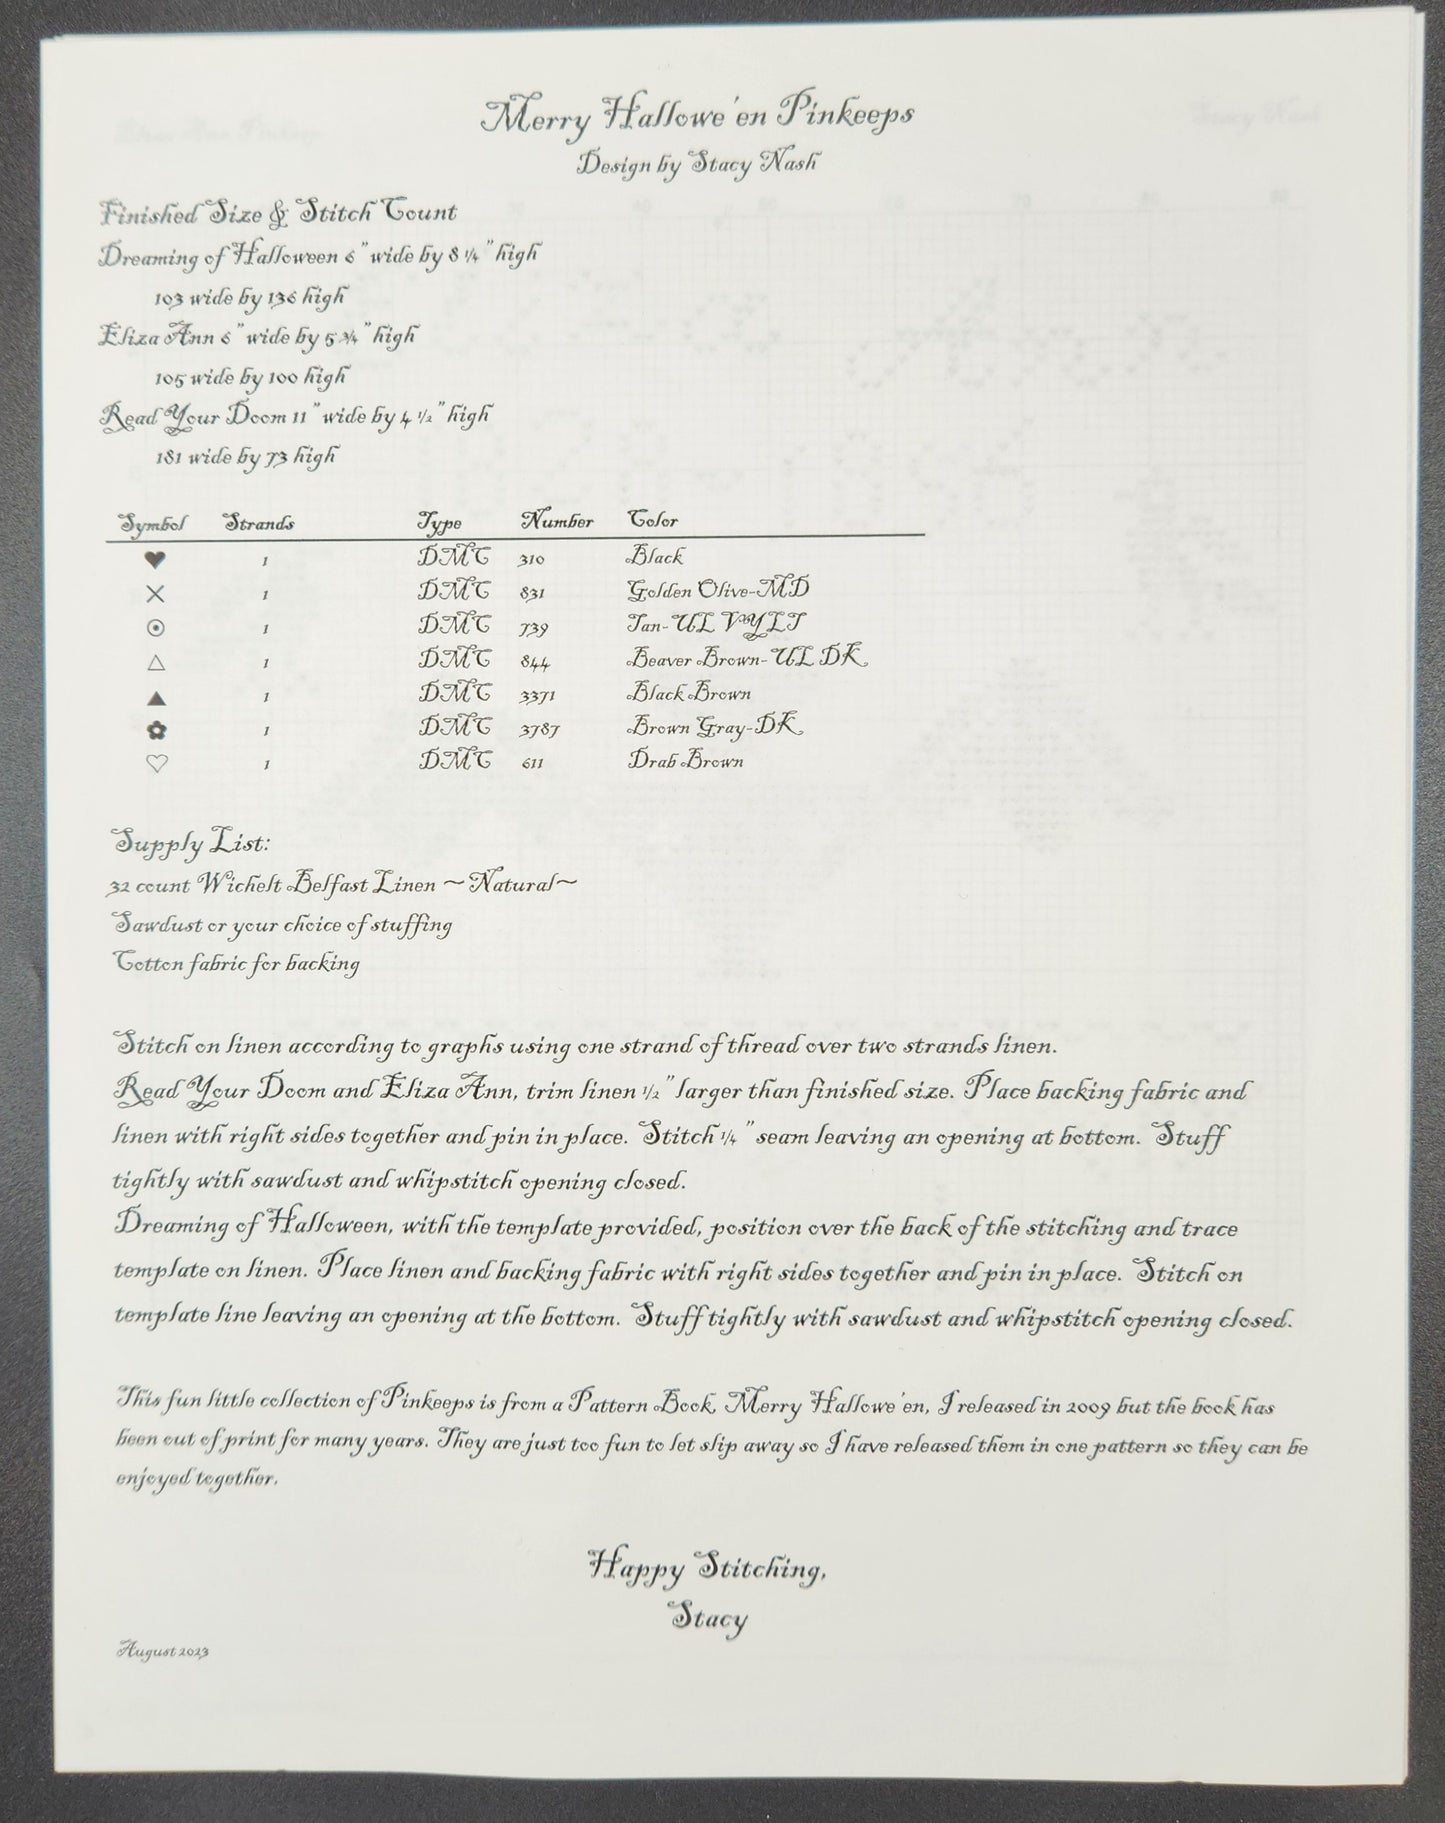 Merry Hallowe'en Pinkeeps
Design by Stacy Nash
Finished Size & Stitch Count
Dreaming of Halloween 6" wide by 8 1/4" high
103 wide by 136 high
Eliza Ann 6" wide by 5 3/4" high
105 wide by 100 high
Read Your Doom 11" wide by 4 1/2" high
181 wide by 73 high
Symbol Strands Type Number Color
♥ 1 DMC 310 Black
✕ 1 DMC 831 Golden Olive-MD
⊙ 1 DMC 739 Tan-UL VY LT
△ 1 DMC 844 Beaver Brown-UL DK
▲ 1 DMC 3371 Black Brown
✿ 1 DMC 3787 Brown Gray-DK
♡ 1 DMC 611 Drab Brown
Supply List:
32 count Wichelt Belfast Linen ~Natural~
Sawdust or your choice of stuffing
Cotton fabric for backing
Stitch on linen according to graphs using one strand of thread over two strands linen.
Read Your Doom and Eliza Ann, trim linen 1/2" larger than finished size. Place backing fabric and
linen with right sides together and pin in place. Stitch 1/4" seam leaving an opening at bottom. Stuff
tightly with sawdust and whipstitch opening closed.
Dreaming of Halloween, with the template provided, position over the back of the stitching and trace
template on linen. Place linen and backing fabric with right sides together and pin in place. Stitch on
template line leaving an opening at the bottom. Stuff tightly with sawdust and whipstitch opening closed.
This fun little collection of Pinkeeps is from a Pattern Book, Merry Hallowe'en, I released in 2009 but the book has
been out of print for many years. They are just too fun to let slip away so I have released them in one pattern so they can be
enjoyed together.
Happy Stitching,
Stacy
August 2023